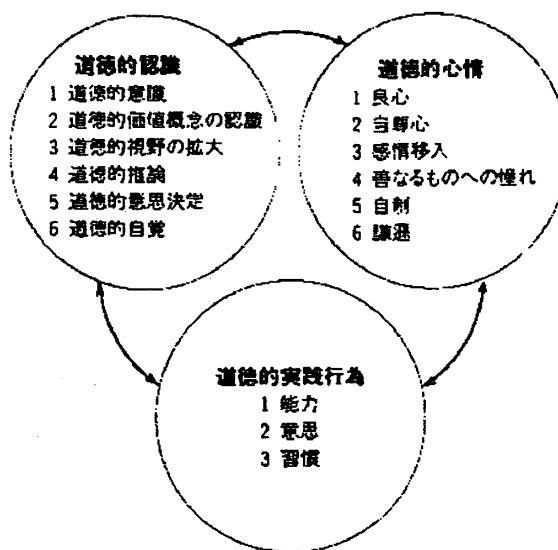 道徳的認識
1 道徳的意識
2 道徳的価値概念の認識
3 道徳的視野の拡大
4 道徳的推論
5 道徳的意思決定
6 道徳的自覚
道徳的心情
1 良心
2 自尊心
3 感情移入
4 善なるものへの憧れ
5 自制
6 謙遜
道徳的実践行為
1 能力
2 意思
3 習慣